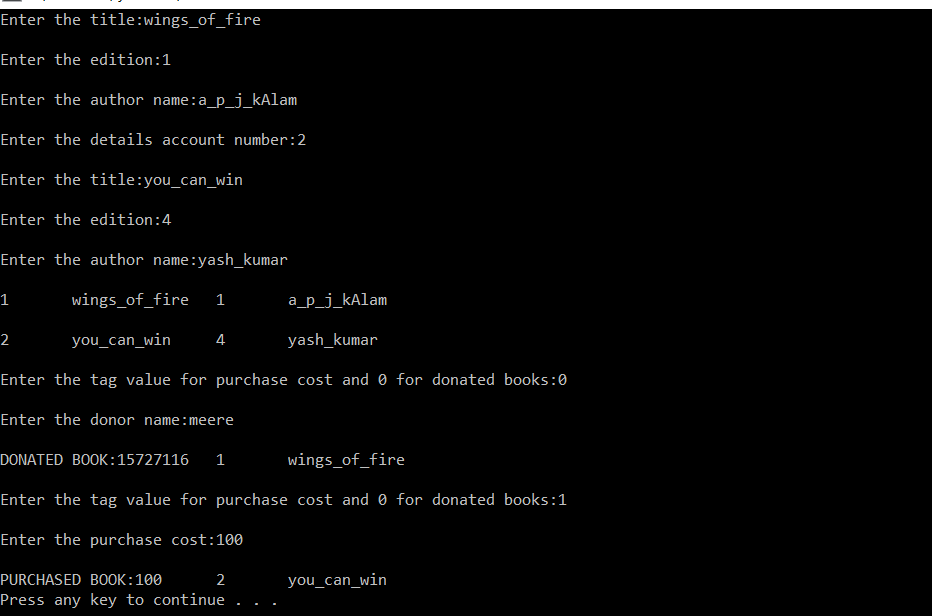 Enter the title:wings_of_fire
Enter the edition:1
Enter the author name:a_p_j_kAlam
Enter the details account number:2
Enter the title:you_can_win
Enter the edition:4
Enter the author name:yash_kumar
1 wings_of_fire 1 a_p_j_kAlam
2 you_can_win 4 yash_kumar
Enter the tag value for purchase cost and 0 for donated books:0
Enter the donor name:meere
DONATED BOOK:15727116 1 wings_of_fire
Enter the tag value for purchase cost and 0 for donated books:1
Enter the purchase cost:100
PURCHASED BOOK:100 2 you_can_win
Press any key to continue . . .